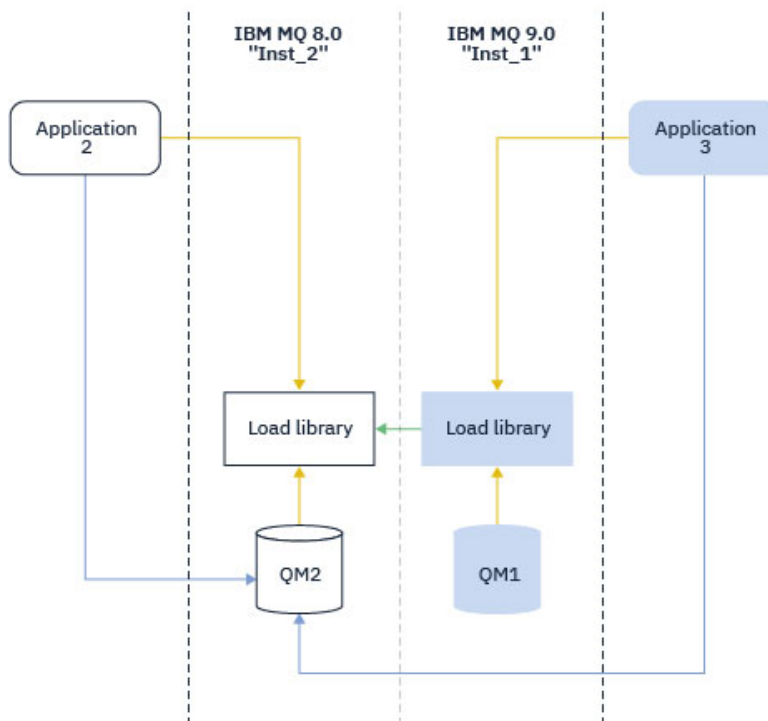 IBM MQ 8.0
"Inst_2"
IBM MQ 9.0
"Inst_1"
Application
2
Application
3
Load library
Load library
QM2
QM1